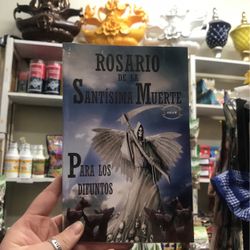 ROSARIO
DE LA
SANTÍSIMA MUERTE
PARA LOS
DIFUNTOS